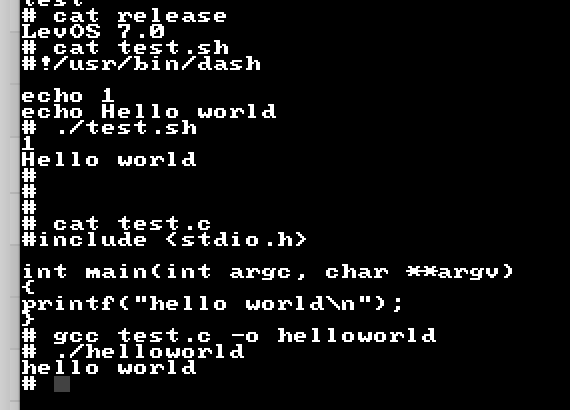 test
# cat release
LevOS 7.0
# cat test.sh
#!/usr/bin/dash
echo 1
echo Hello world
# ./test.sh
1
Hello world
#
#
#
# cat test.c
#include <stdio.h>
int main(int argc, char **argv)
{
printf("hello world\n");
}
# gcc test.c -o helloworld
# ./helloworld
hello world
#